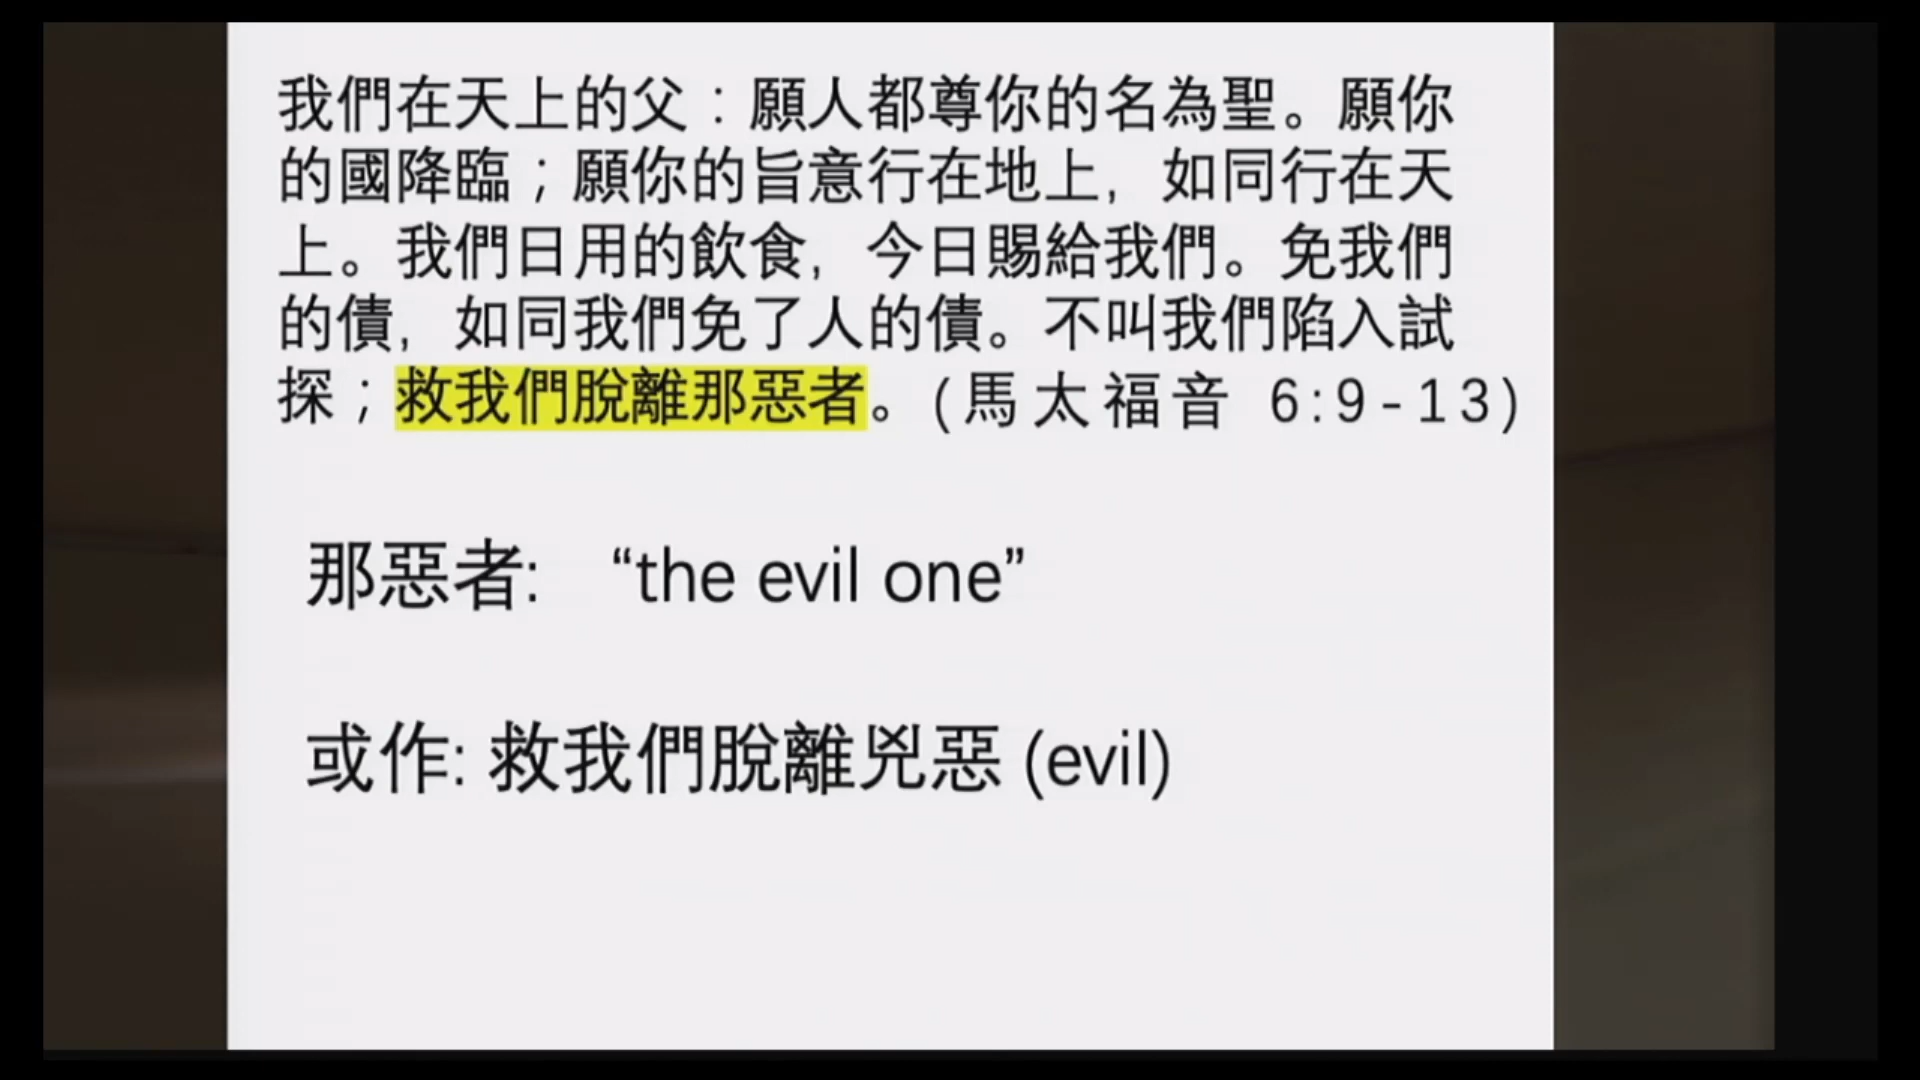 我們在天上的父：願人都尊你的名為聖。願你
的國降臨；願你的旨意行在地上，如同行在天
上。我們日用的飲食，今日賜給我們。免我們
的債，如同我們免了人的債。不叫我們陷入試
探；救我們脫離那惡者。(馬太福音 6:9-13)
那惡者: “the evil one”
或作: 救我們脫離兇惡 (evil)